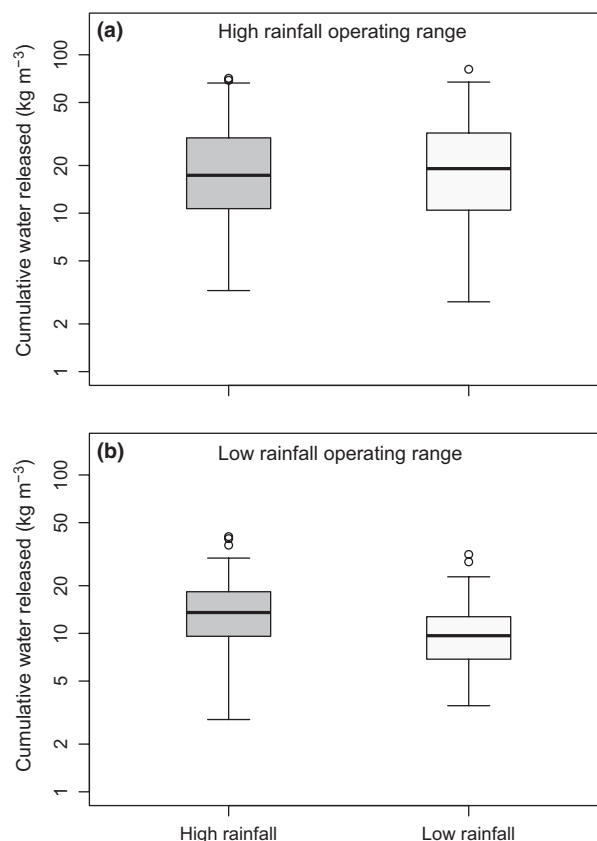 (a)
High rainfall operating range
Cumulative water released (kg m⁻³)
100
50
20
10
5
2
1
(b)
Low rainfall operating range
Cumulative water released (kg m⁻³)
100
50
20
10
5
2
1
High rainfall
Low rainfall